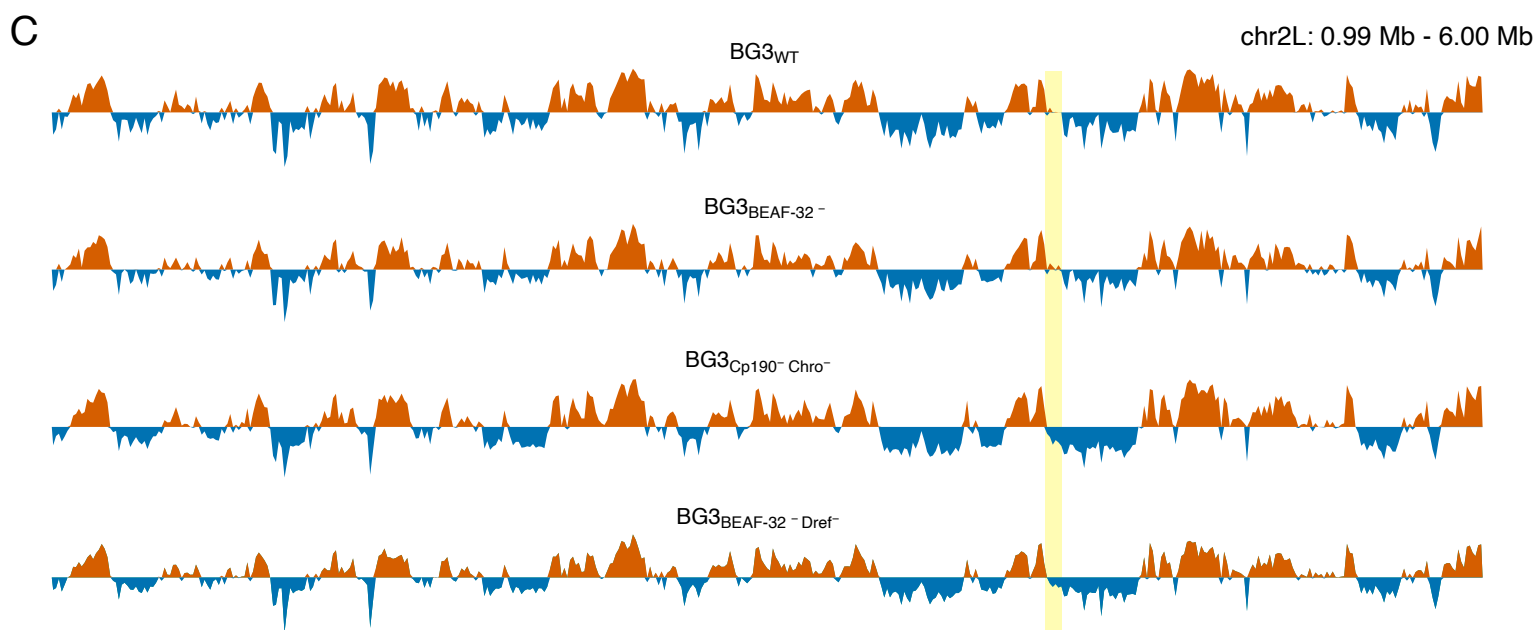 C
chr2L: 0.99 Mb - 6.00 Mb
BG3WT
BG3BEAF-32 −
BG3Cp190− Chro−
BG3BEAF-32 − Dref−